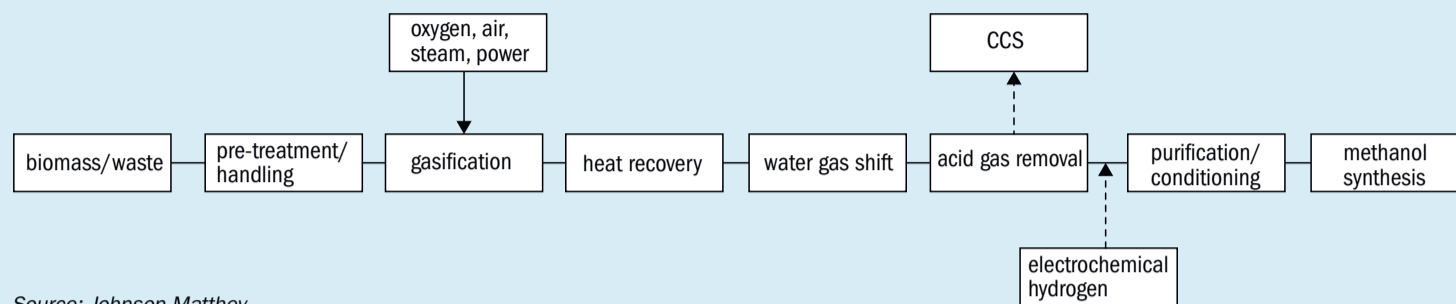 oxygen, air,
steam, power
CCS
biomass/waste
pre-treatment/
handling
gasification
heat recovery
water gas shift
acid gas removal
purification/
conditioning
methanol
synthesis
electrochemical
hydrogen
Source: Johnson Matthey